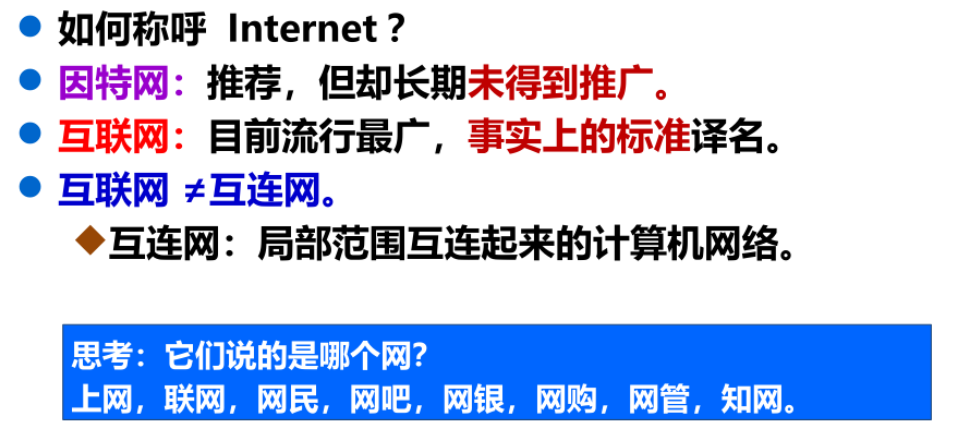 如何称呼 Internet？
因特网：推荐，但却长期未得到推广。
互联网：目前流行最广，事实上的标准译名。
互联网 ≠互连网。
互连网：局部范围互连起来的计算机网络。
思考：它们说的是哪个网？
上网，联网，网民，网吧，网银，网购，网管，知网。